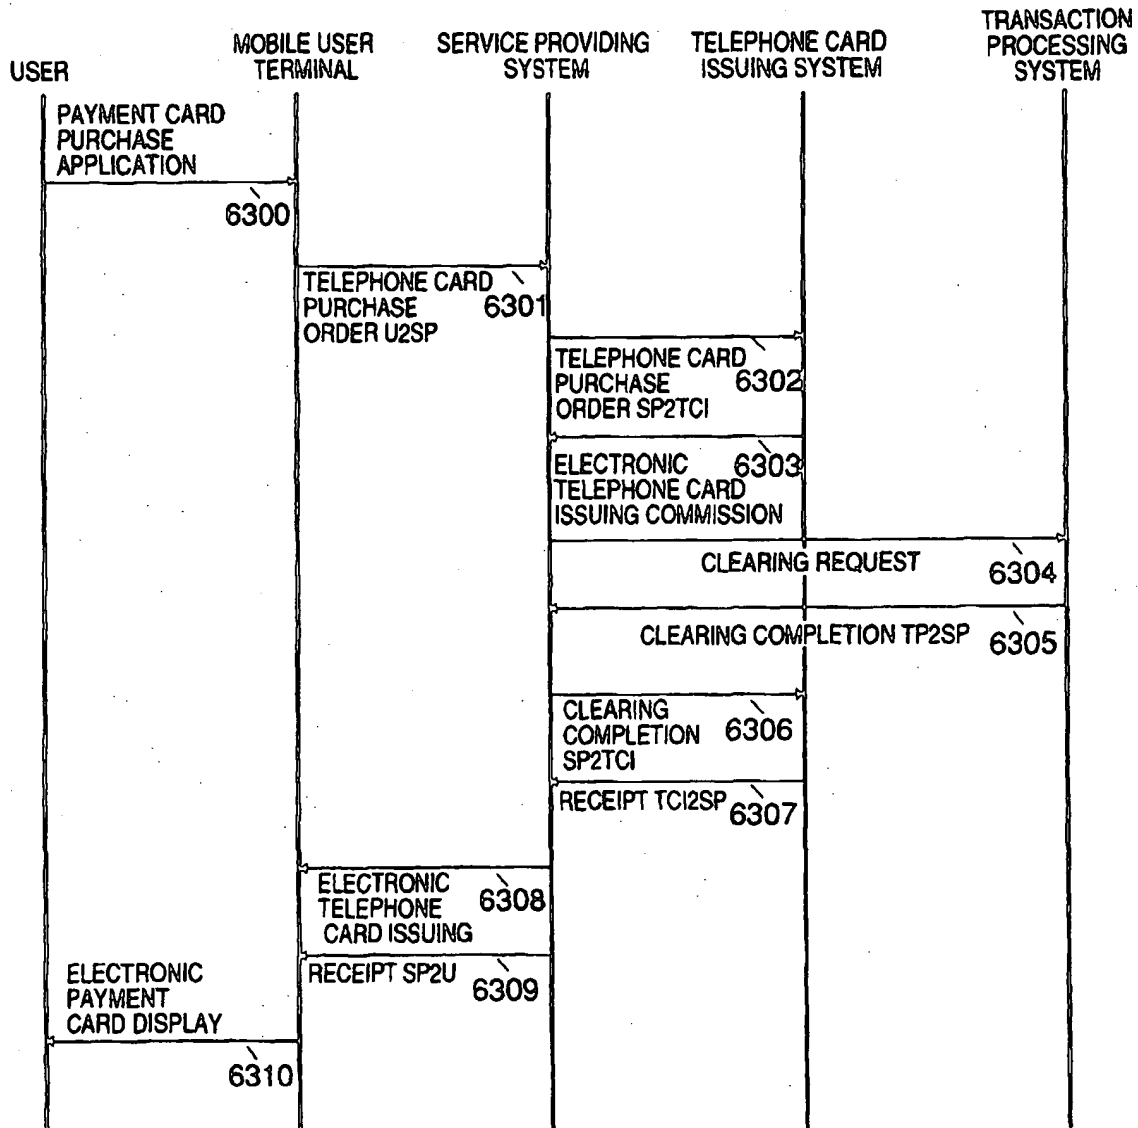 USER
MOBILE USER
TERMINAL
SERVICE PROVIDING
SYSTEM
TELEPHONE CARD
ISSUING SYSTEM
TRANSACTION
PROCESSING
SYSTEM
PAYMENT CARD
PURCHASE
APPLICATION
6300
TELEPHONE CARD
PURCHASE
ORDER U2SP
6301
TELEPHONE CARD
PURCHASE
ORDER SP2TCI
6302
ELECTRONIC
TELEPHONE CARD
ISSUING COMMISSION
6303
CLEARING REQUEST
6304
CLEARING COMPLETION TP2SP
6305
CLEARING
COMPLETION
SP2TCI
6306
RECEIPT TCI2SP
6307
ELECTRONIC
TELEPHONE
CARD ISSUING
6308
RECEIPT SP2U
6309
ELECTRONIC
PAYMENT
CARD DISPLAY
6310